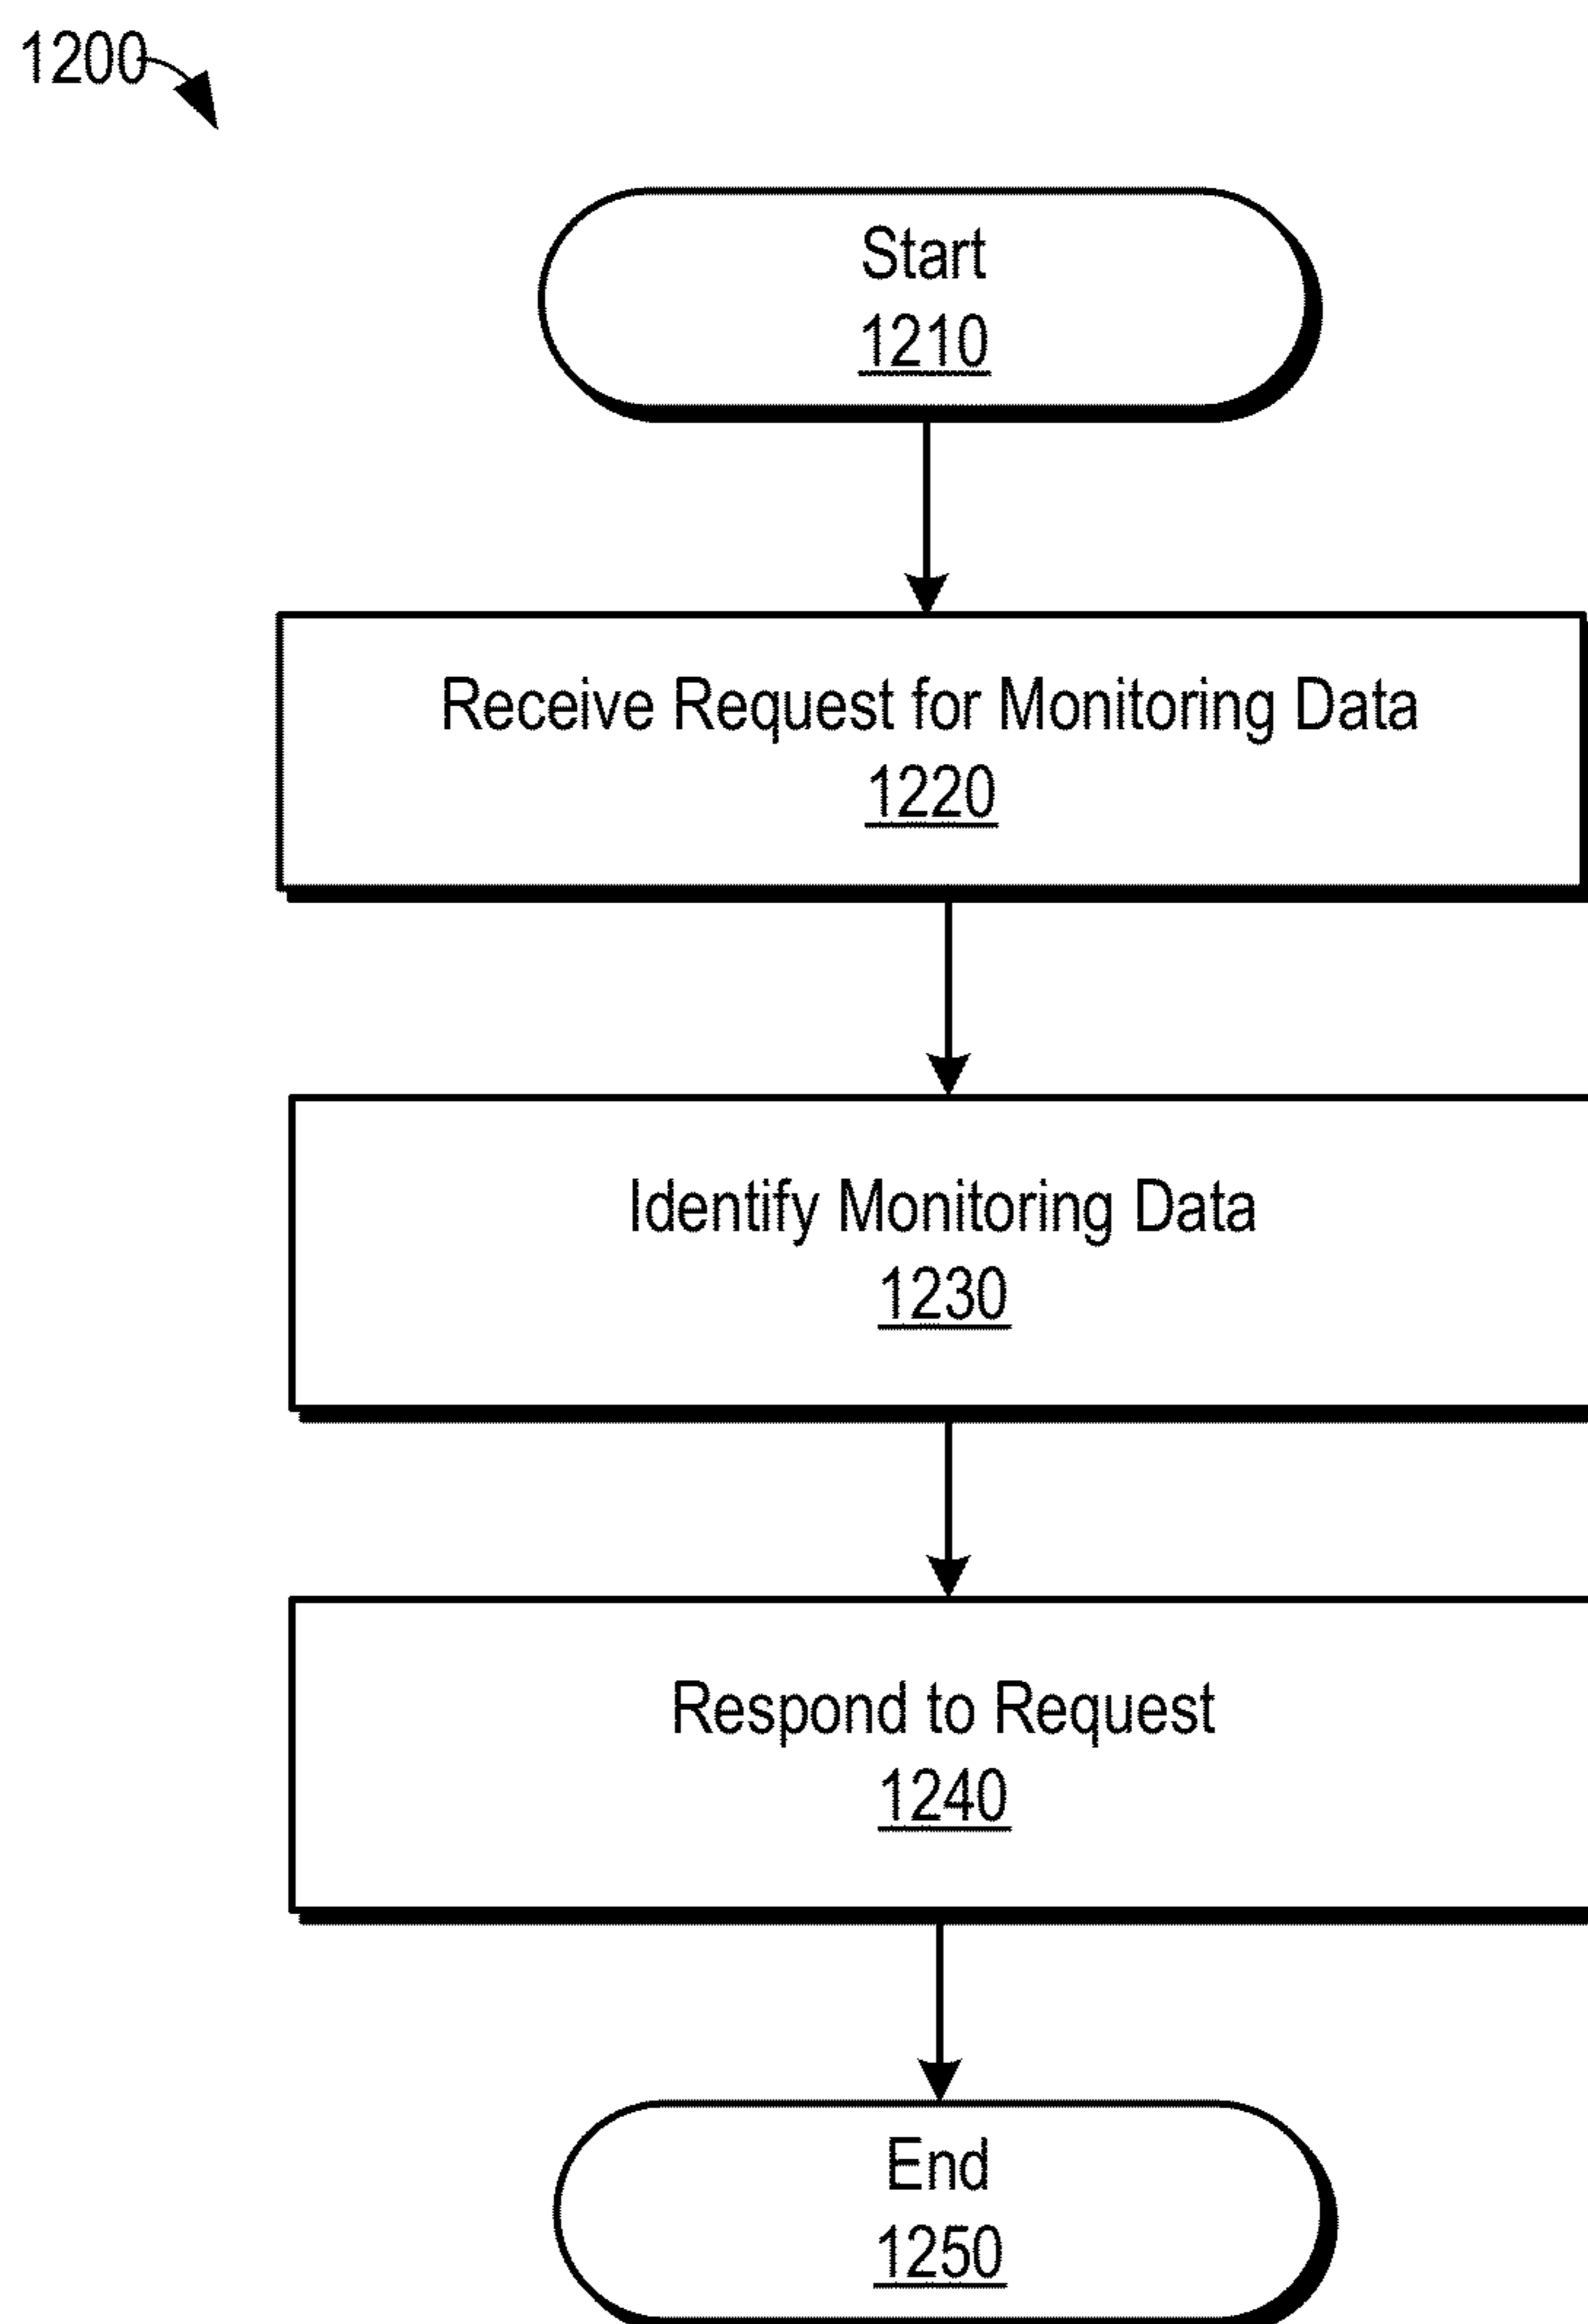 1200
Start
1210
Receive Request for Monitoring Data
1220
Identify Monitoring Data
1230
Respond to Request
1240
End
1250